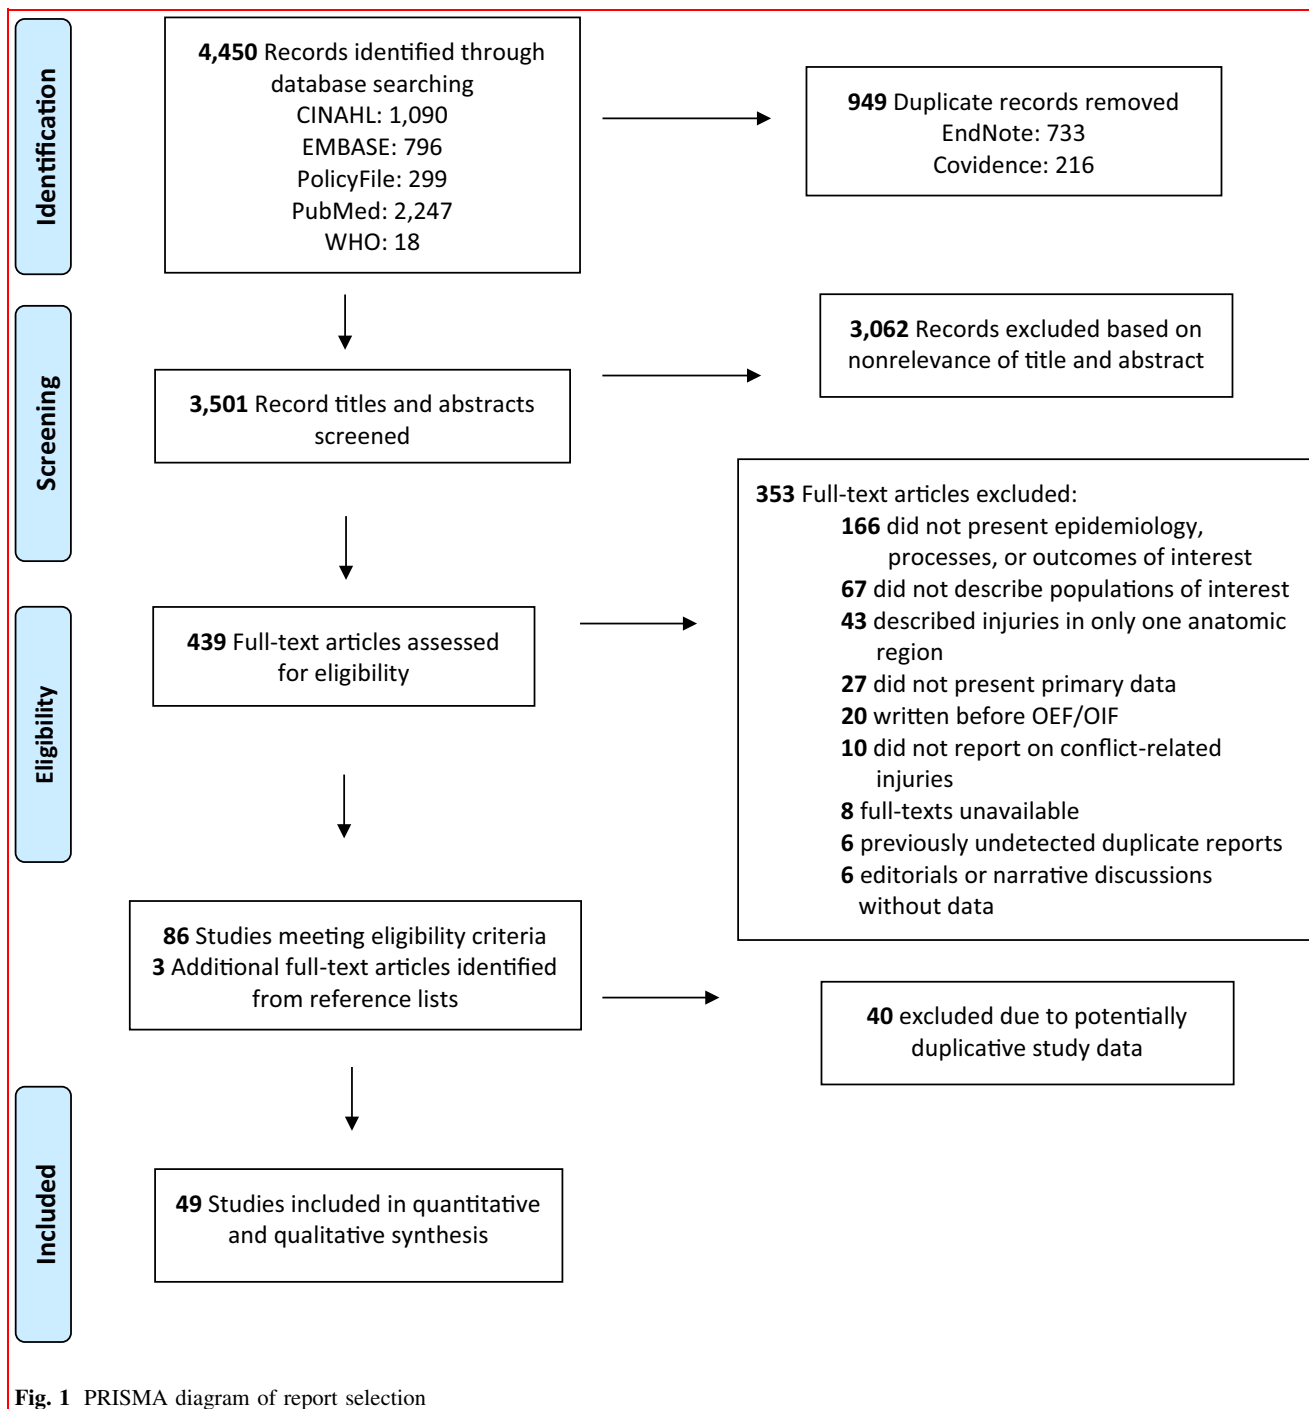 Identification
4,450 Records identified through
database searching
CINAHL: 1,090
EMBASE: 796
PolicyFile: 299
PubMed: 2,247
WHO: 18
949 Duplicate records removed
EndNote: 733
Covidence: 216
Screening
3,501 Record titles and abstracts
screened
3,062 Records excluded based on
nonrelevance of title and abstract
Eligibility
439 Full-text articles assessed
for eligibility
353 Full-text articles excluded:
166 did not present epidemiology,
processes, or outcomes of interest
67 did not describe populations of interest
43 described injuries in only one anatomic
region
27 did not present primary data
20 written before OEF/OIF
10 did not report on conflict-related
injuries
8 full-texts unavailable
6 previously undetected duplicate reports
6 editorials or narrative discussions
without data
86 Studies meeting eligibility criteria
3 Additional full-text articles identified
from reference lists
40 excluded due to potentially
duplicative study data
Included
49 Studies included in quantitative
and qualitative synthesis
Fig. 1 PRISMA diagram of report selection